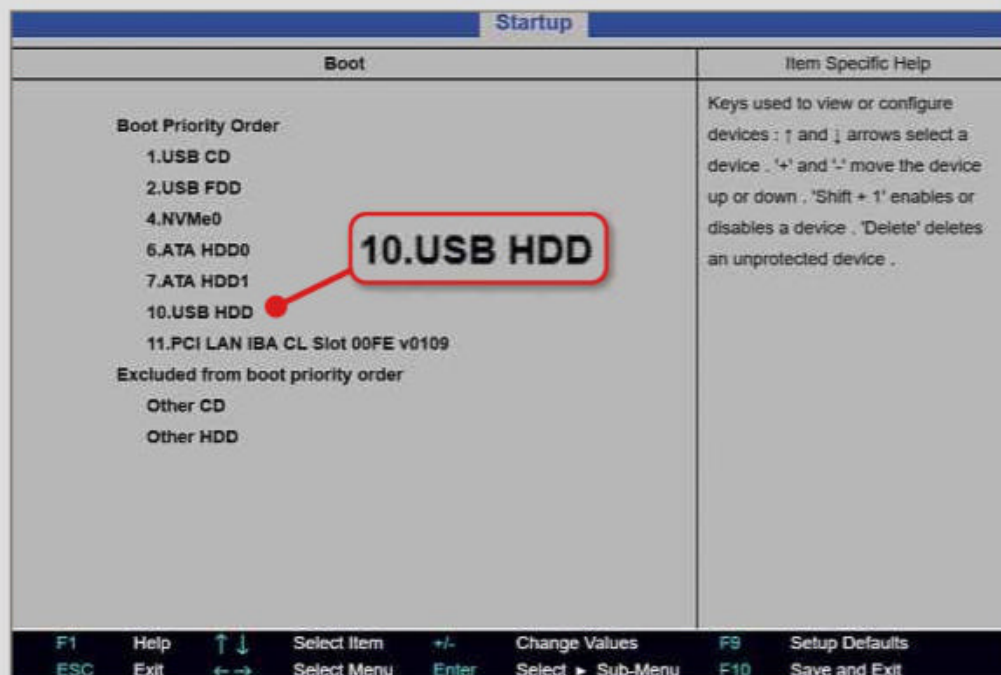 Startup
Boot
Item Specific Help
Boot Priority Order
1.USB CD
2.USB FDD
4.NVMe0
6.ATA HDD0
7.ATA HDD1
10.USB HDD
10.USB HDD
11.PCI LAN IBA CL Slot 00FE v0109
Excluded from boot priority order
Other CD
Other HDD
Keys used to view or configure
devices : ↑ and ↓ arrows select a
device . '+' and '-' move the device
up or down . 'Shift + 1' enables or
disables a device . 'Delete' deletes
an unprotected device .
F1 Help ↑↓ Select Item +/- Change Values F9 Setup Defaults
ESC Exit ←→ Select Menu Enter Select ► Sub-Menu F10 Save and Exit